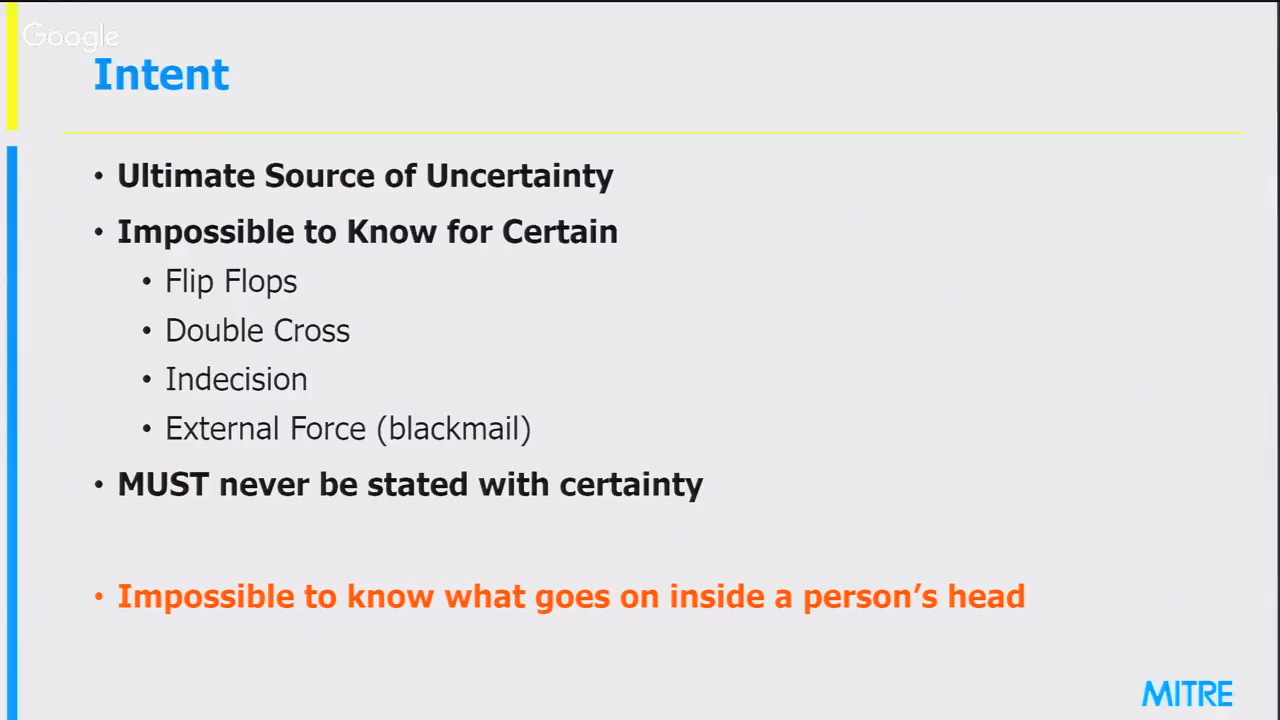 Google
Intent
• Ultimate Source of Uncertainty
• Impossible to Know for Certain
• Flip Flops
• Double Cross
• Indecision
• External Force (blackmail)
• MUST never be stated with certainty
• Impossible to know what goes on inside a person’s head
MITRE